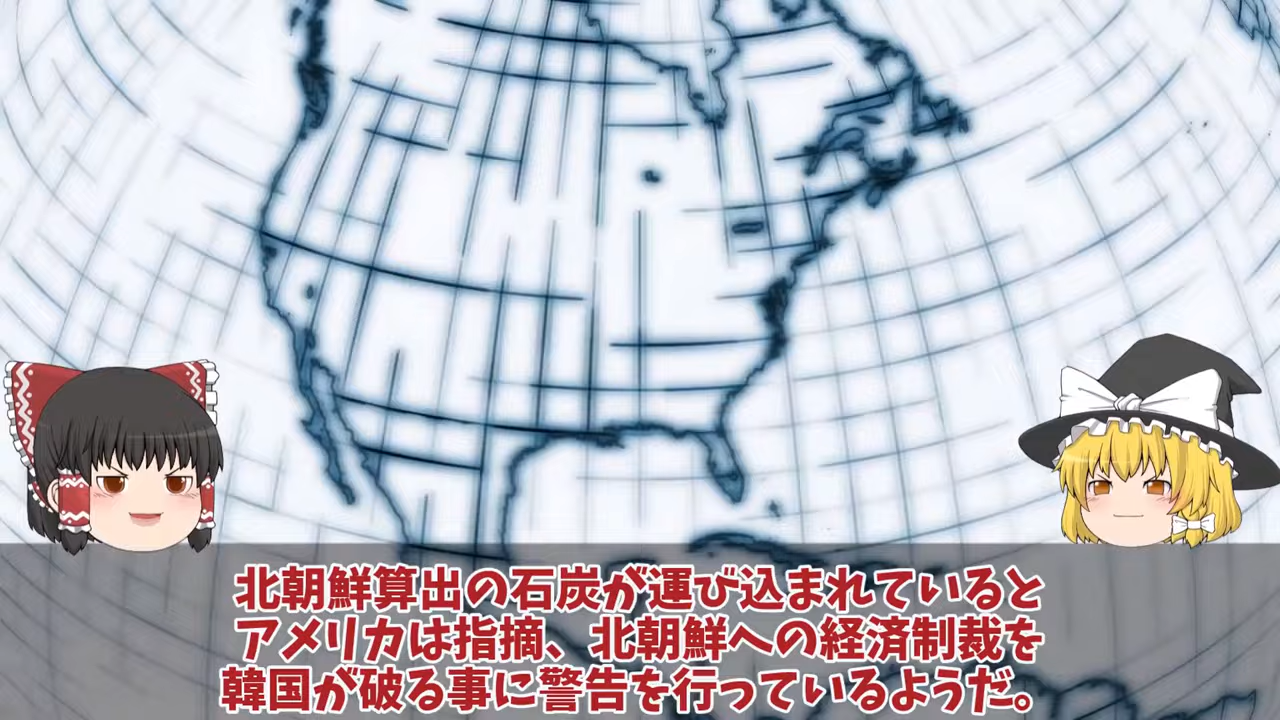 北朝鮮算出の石炭が運び込まれていると
アメリカは指摘、北朝鮮への経済制裁を
韓国が破る事に警告を行っているようだ。